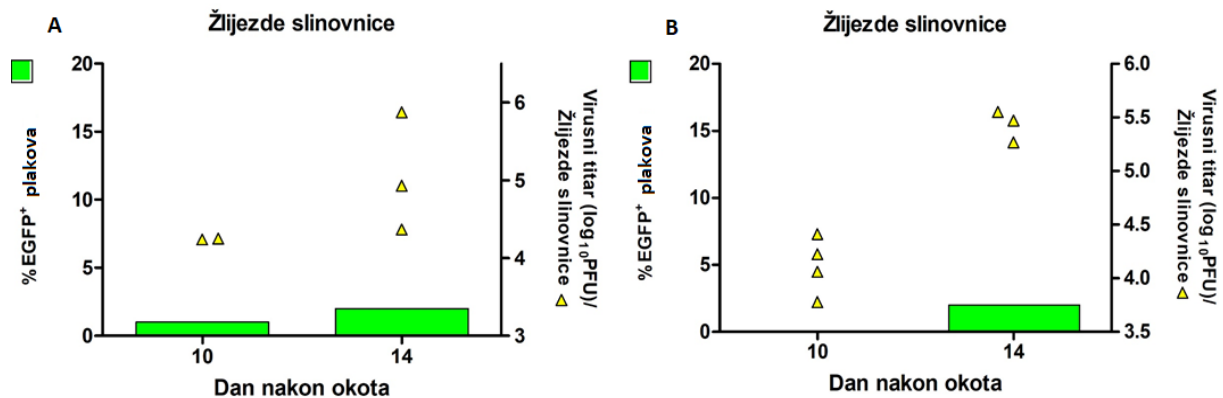 A
Žlijezde slinovnice
%EGFP⁺ plakova
20
15
10
5
0
6
5
4
3
Virusni titar (log₁₀PFU)/
Žlijezde slinovnice
10
14
Dan nakon okota
B
Žlijezde slinovnice
%EGFP⁺ plakova
20
15
10
5
0
6.0
5.5
5.0
4.5
4.0
3.5
Virusni titar (log₁₀PFU)/
Žlijezde slinovnice
10
14
Dan nakon okota